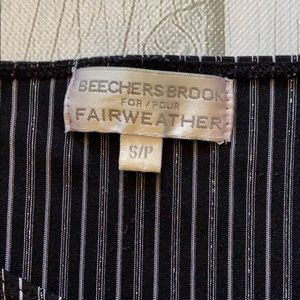 BEECHERS BROOK
FOR / POUR
FAIRWEATHER
S/P